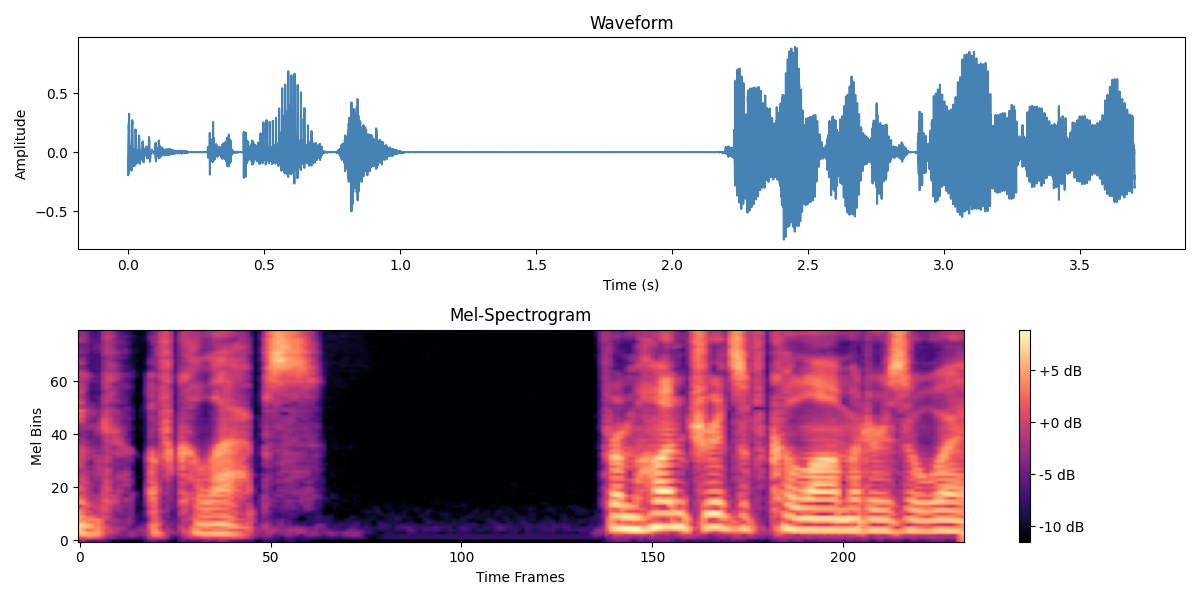 Waveform
0.5
0.0
−0.5
Amplitude
0.0 0.5 1.0 1.5 2.0 2.5 3.0 3.5
Time (s)
Mel-Spectrogram
60
40
20
0
Mel Bins
0 50 100 150 200
Time Frames
+5 dB
+0 dB
-5 dB
-10 dB